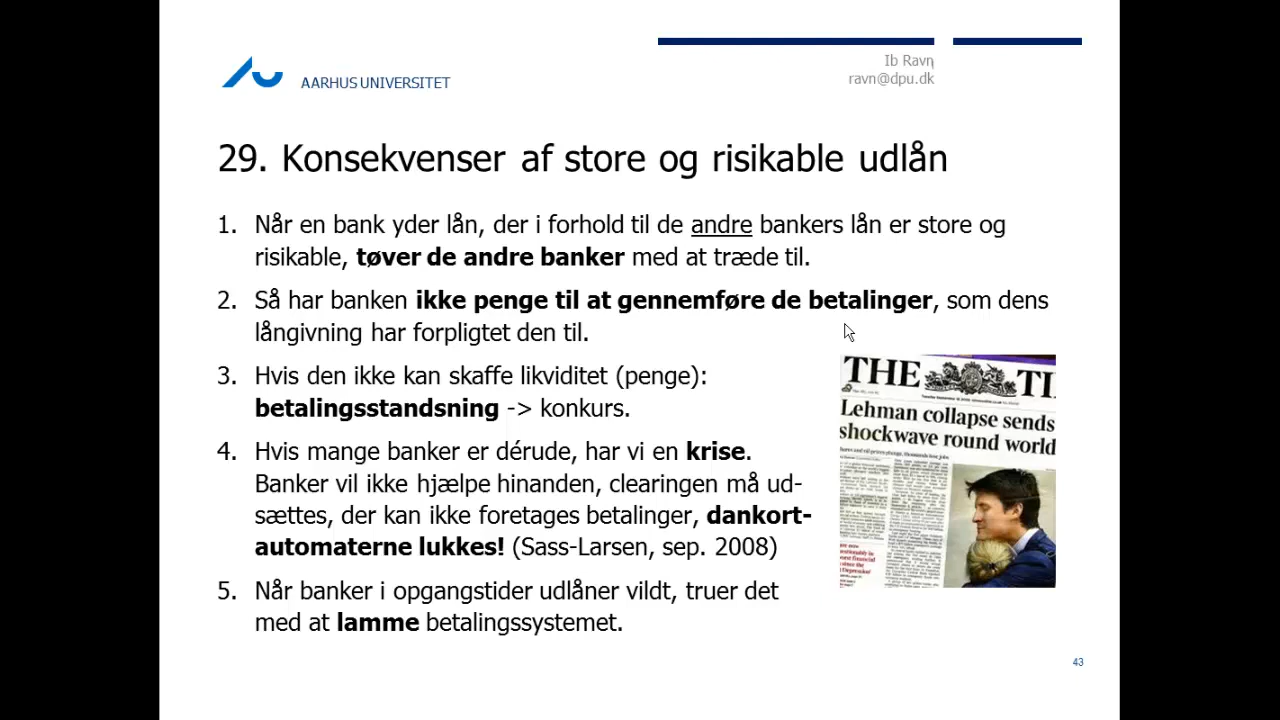 Ib Ravn
ravn@dpu.dk
AARHUS UNIVERSITET
29. Konsekvenser af store og risikable udlån
1. Når en bank yder lån, der i forhold til de andre bankers lån er store og
risikable, tøver de andre banker med at træde til.
2. Så har banken ikke penge til at gennemføre de betalinger, som dens
långivning har forpligtet den til.
3. Hvis den ikke kan skaffe likviditet (penge):
betalingsstandsning -> konkurs.
4. Hvis mange banker er dérude, har vi en krise.
Banker vil ikke hjælpe hinanden, clearingen må ud-
sættes, der kan ikke foretages betalinger, dankort-
automaterne lukkes! (Sass-Larsen, sep. 2008)
5. Når banker i opgangstider udlåner vildt, truer det
med at lamme betalingssystemet.
THE TI
Lehman collapse sends
shockwave round world
43